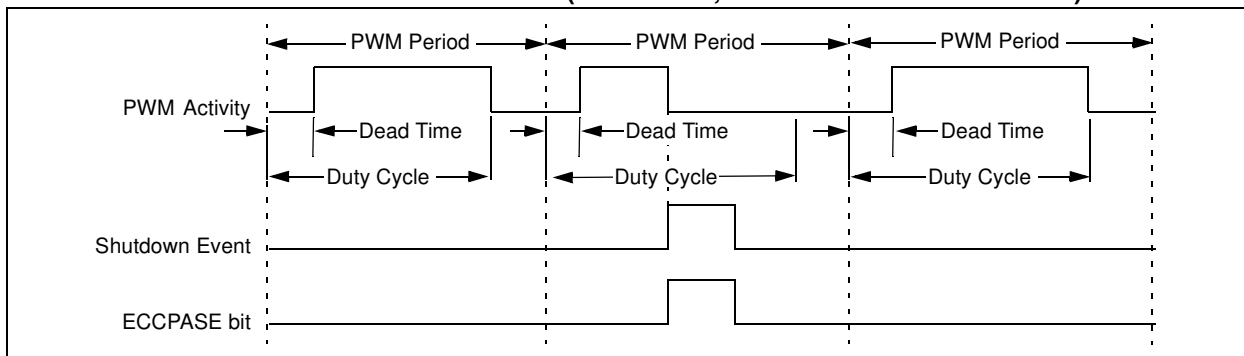 PWM Period PWM Period PWM Period
PWM Activity
Dead Time Dead Time Dead Time
Duty Cycle Duty Cycle Duty Cycle
Shutdown Event
ECCPASE bit